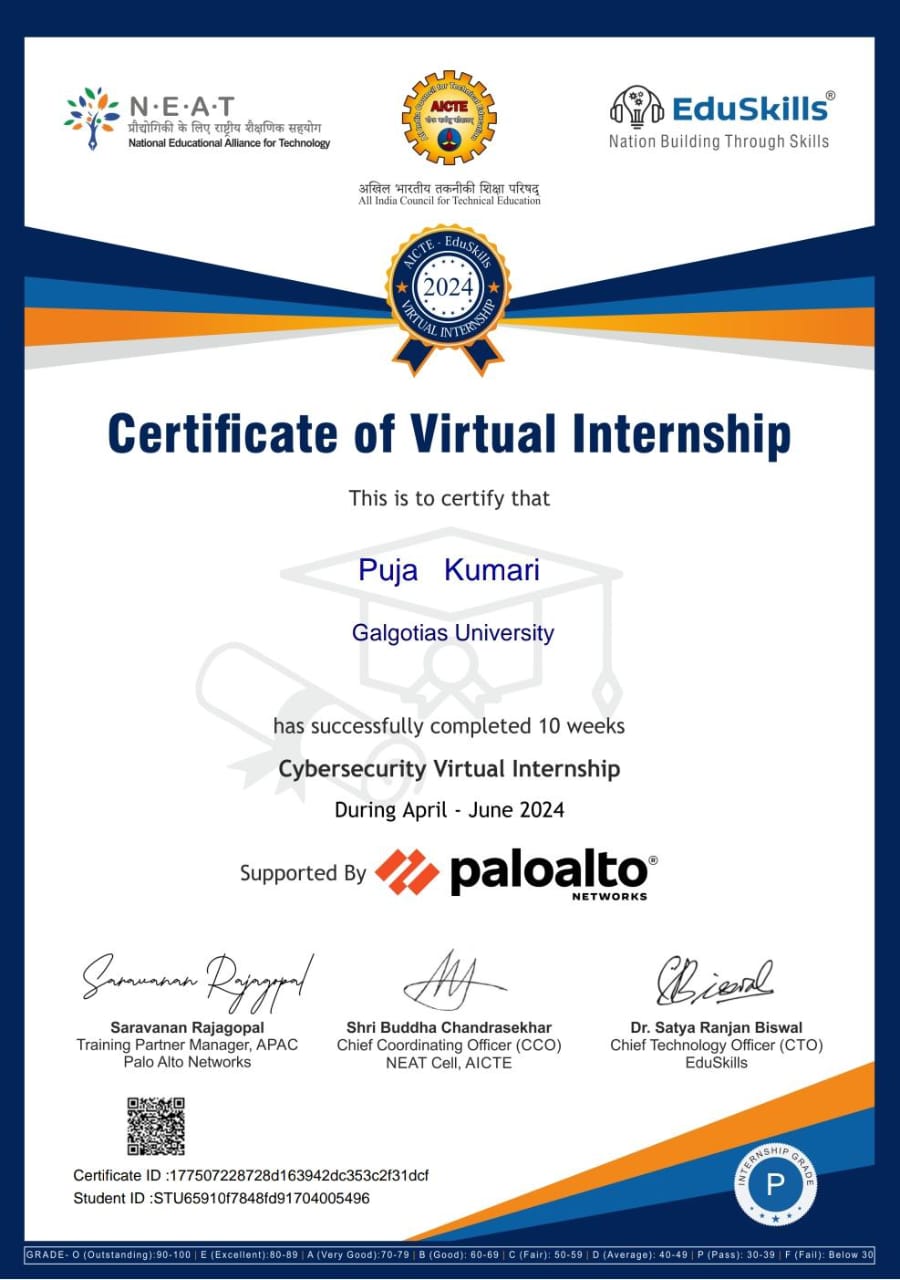 N·E·A·T
प्रौद्योगिकी के लिए राष्ट्रीय शैक्षणिक सहयोग
National Educational Alliance for Technology
All India Council for Technical Education
AICTE
अखिल भारतीय तकनीकी शिक्षा परिषद्
All India Council for Technical Education
EduSkills®
Nation Building Through Skills
AICTE - EduSkills
2024
VIRTUAL INTERNSHIP
Certificate of Virtual Internship
This is to certify that
Puja Kumari
Galgotias University
has successfully completed 10 weeks
Cybersecurity Virtual Internship
During April - June 2024
Supported By paloalto®
NETWORKS
Saravanan Rajagopal
Saravanan Rajagopal
Training Partner Manager, APAC
Palo Alto Networks
Shri Buddha Chandrasekhar
Chief Coordinating Officer (CCO)
NEAT Cell, AICTE
SRBiswal
Dr. Satya Ranjan Biswal
Chief Technology Officer (CTO)
EduSkills
Certificate ID :177507228728d163942dc353c2f31dcf
Student ID :STU65910f7848fd91704005496
INTERNSHIP GRADE
P
GRADE- O (Outstanding):90-100 | E (Excellent):80-89 | A (Very Good):70-79 | B (Good): 60-69 | C (Fair): 50-59 | D (Average): 40-49 | P (Pass): 30-39 | F (Fail): Below 30